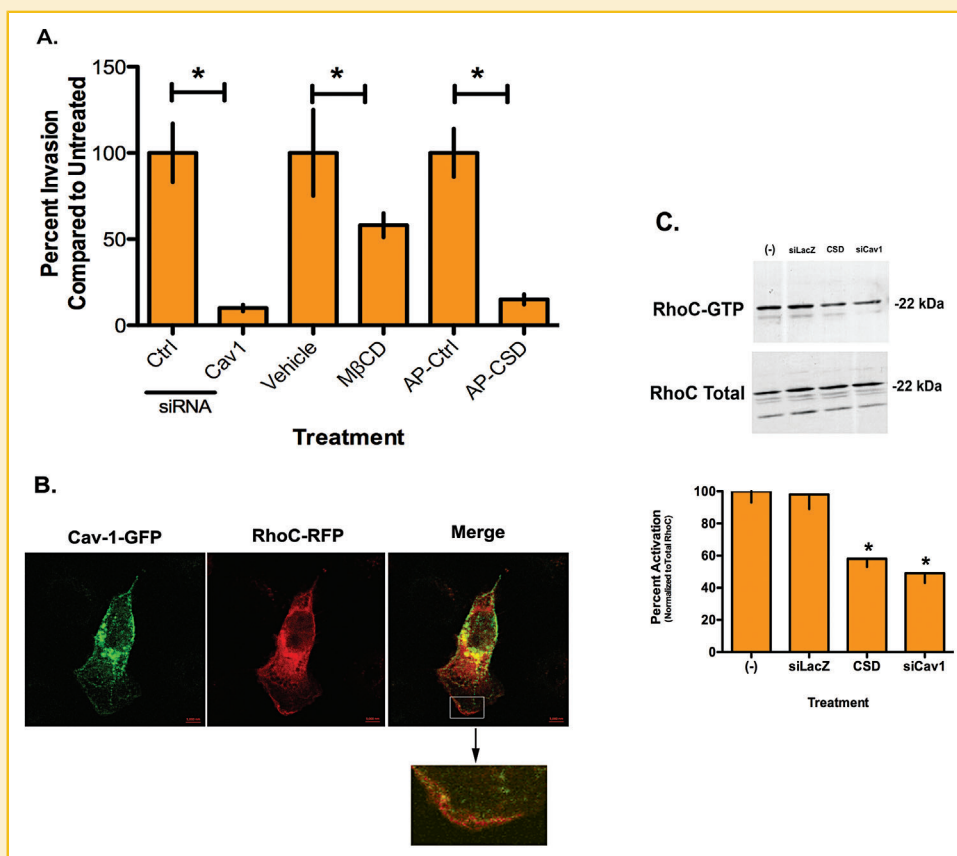 A.
Percent Invasion
Compared to Untreated
150
100
50
0
*
*
*
Ctrl
Cav1
Vehicle
MβCD
AP-Ctrl
AP-CSD
siRNA
Treatment
B.
Cav-1-GFP
RhoC-RFP
Merge
C.
(-)
siLacZ
CSD
siCav1
RhoC-GTP
-22 kDa
RhoC Total
-22 kDa
Percent Activation
(Normalized toTotal RhoC)
100
80
60
40
20
0
*
*
(-)
siLacZ
CSD
siCav1
Treatment